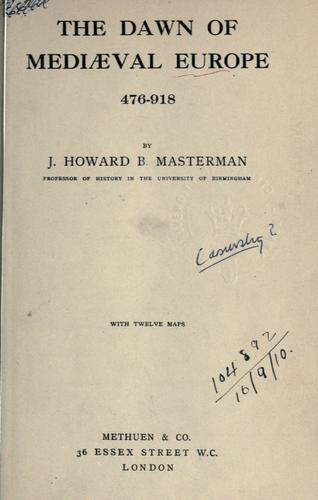 THE DAWN OF
MEDIÆVAL EUROPE
476-918
BY
J. HOWARD B. MASTERMAN
PROFESSOR OF HISTORY IN THE UNIVERSITY OF BIRMINGHAM
WITH TWELVE MAPS
104892
16/9/10.
METHUEN & CO.
36 ESSEX STREET W.C.
LONDON